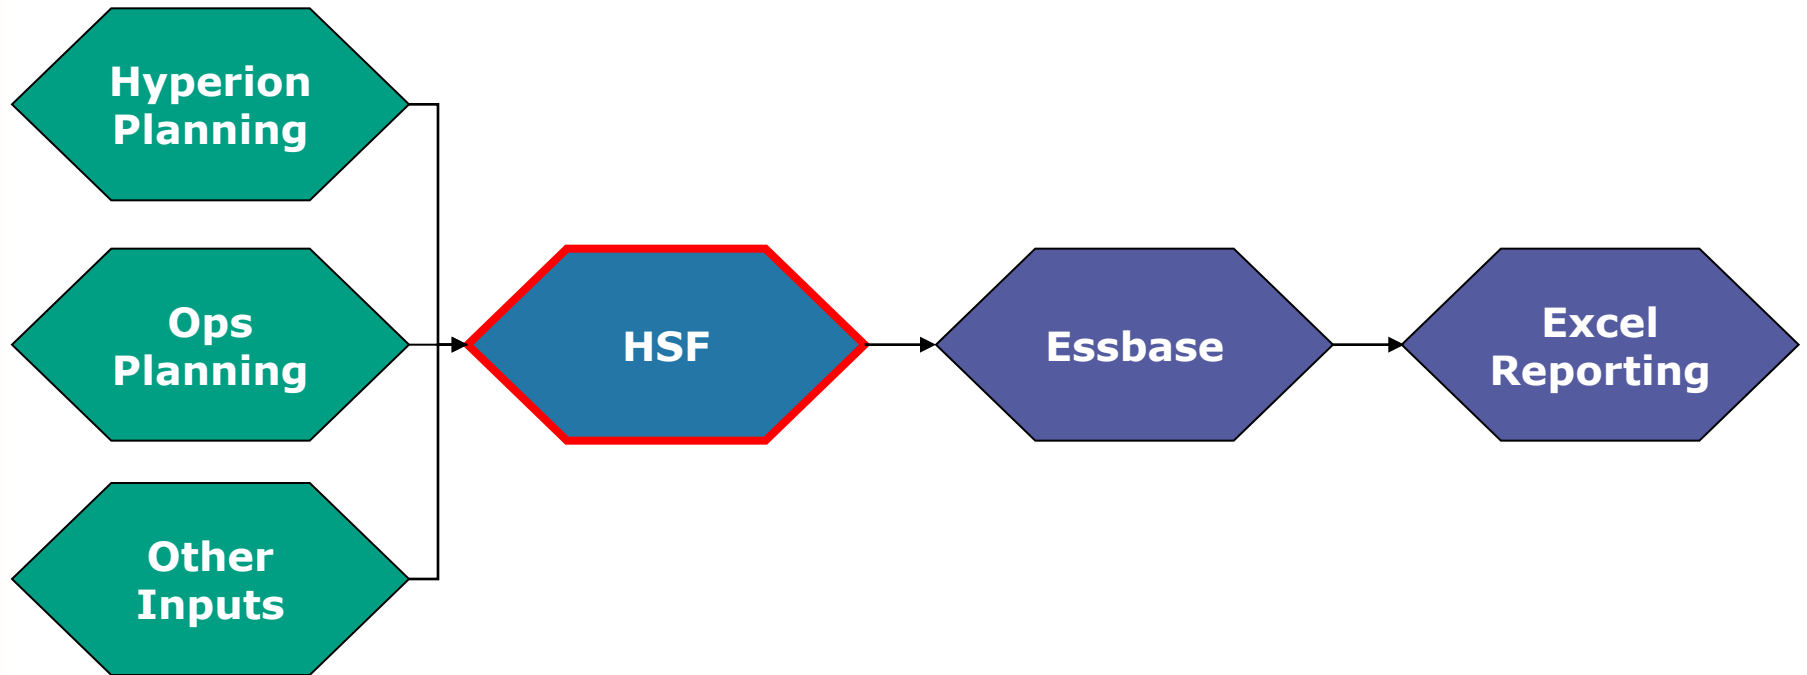 Hyperion
Planning
Ops
Planning
Other
Inputs
HSF
Essbase
Excel
Reporting